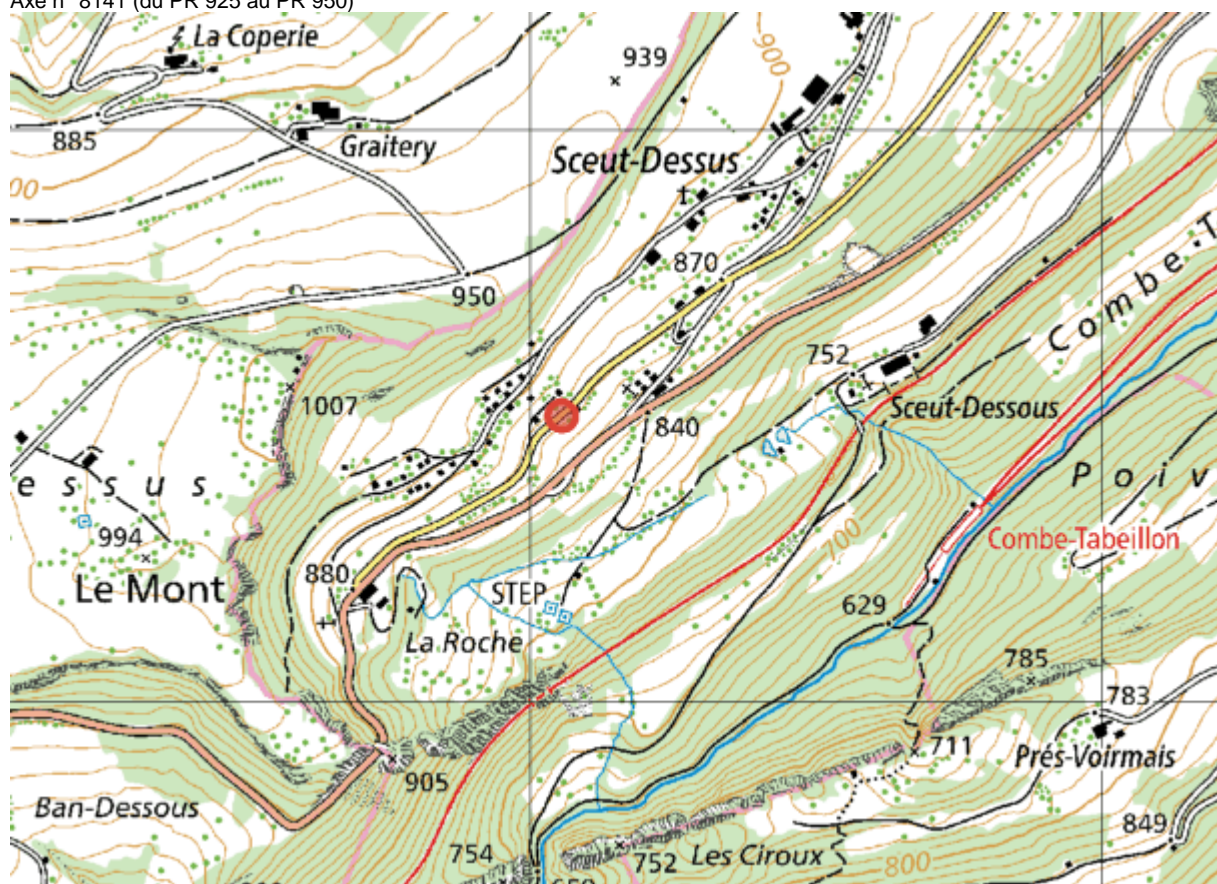 Axe n° 8141 (du PR 925 au PR 950)
La Coperie
939
900
885
Graitery
Sceut-Dessus
00
870
950
Combe-T
752
1007
Sceut-Dessous
840
essus
Poiv
994
700
Combe-Tabeillon
Le Mont
880
STEP
629
La Roche
785
783
711
Prés-Voirmais
905
Ban-Dessous
849
754
752
Les Ciroux
800